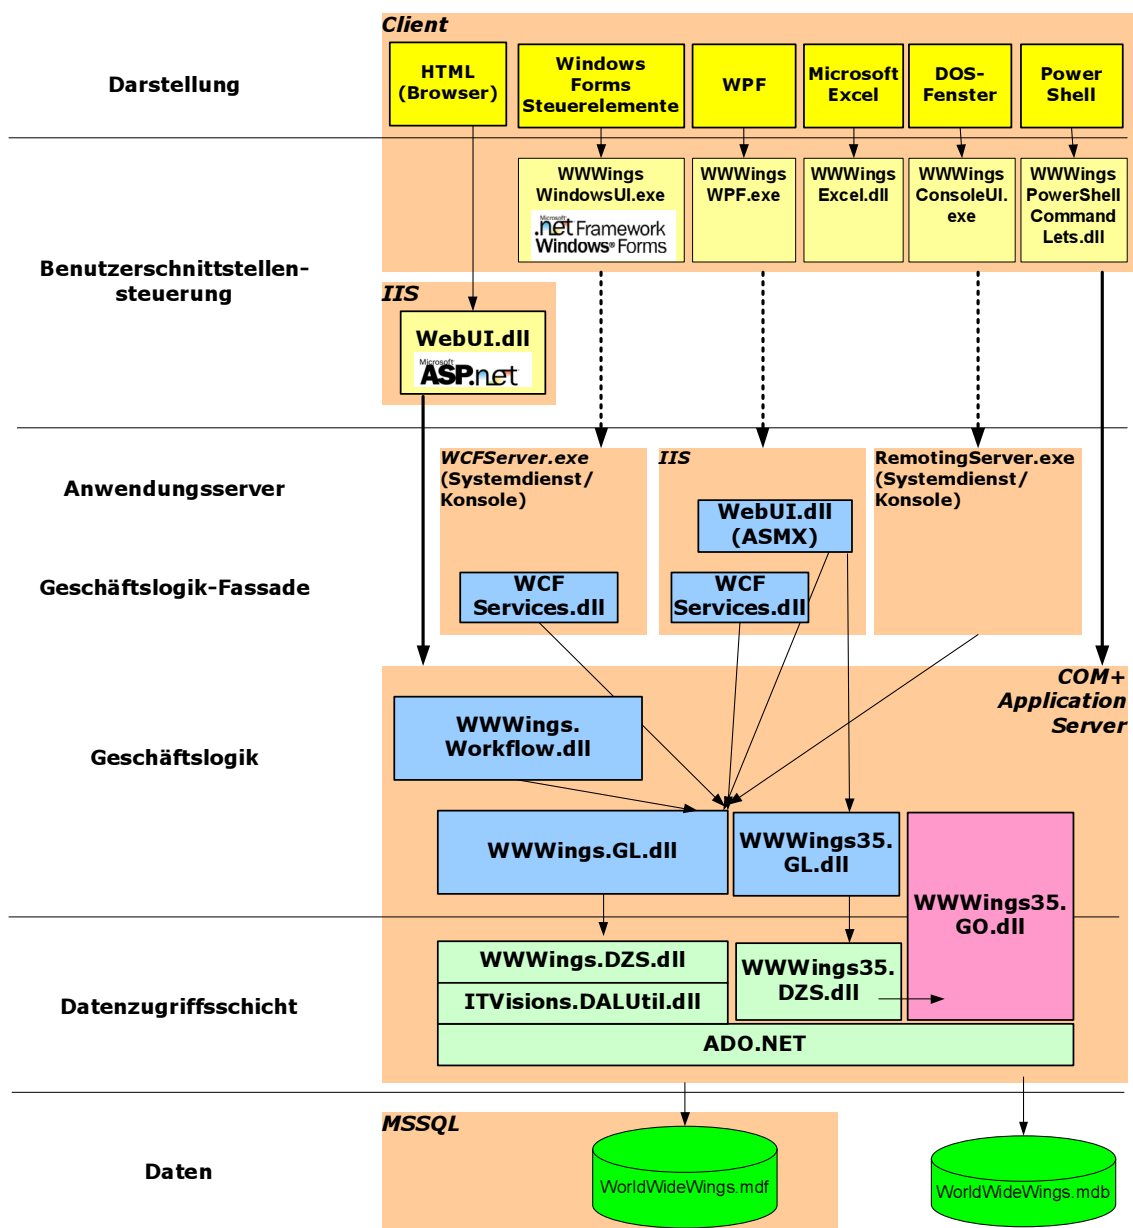 Client
Darstellung
HTML
(Browser)
Windows
Forms
Steuerelemente
WPF
Microsoft
Excel
DOS-
Fenster
Power
Shell
Benutzerschnittstellen-
steuerung
WWWings
WindowsUI.exe
Microsoft
.net Framework
Windows® Forms
WWWings
WPF.exe
WWWings
Excel.dll
WWWings
ConsoleUI.
exe
WWWings
PowerShell
Command
Lets.dll
IIS
WebUI.dll
Microsoft
ASP.net
Anwendungsserver
WCFServer.exe
(Systemdienst/
Konsole)
IIS
WebUI.dll
(ASMX)
RemotingServer.exe
(Systemdienst/
Konsole)
Geschäftslogik-Fassade
WCF
Services.dll
WCF
Services.dll
COM+
Application
Server
Geschäftslogik
WWWings.
Workflow.dll
WWWings.GL.dll
WWWings35.
GL.dll
WWWings35.
GO.dll
Datenzugriffsschicht
WWWings.DZS.dll
ITVisions.DALUtil.dll
WWWings35.
DZS.dll
ADO.NET
MSSQL
Daten
WorldWideWings.mdf
WorldWideWings.mdb